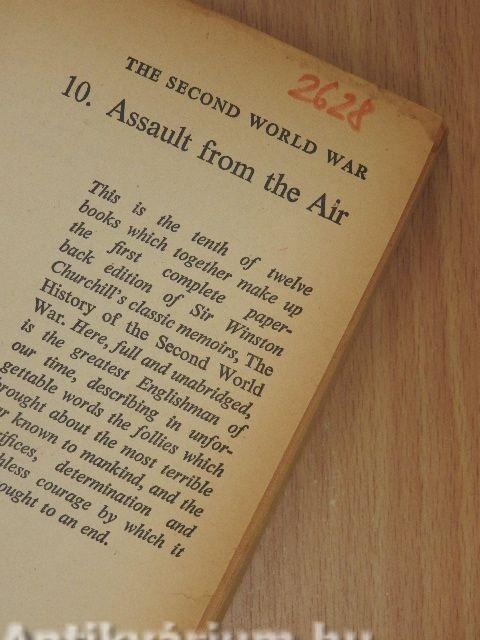 2628
THE SECOND WORLD WAR
10. Assault from the Air
This is the tenth of twelve
books which together make up
the first complete paper-
back edition of Sir Winston
Churchill's classic memoirs, The
History of the Second World
War. Here, full and unabridged,
is the greatest Englishman of
our time, describing in unfor-
gettable words the follies which
brought about the most terrible
known to mankind, and the
determination and
courage by which it
to an end.
Antikvárium.hu